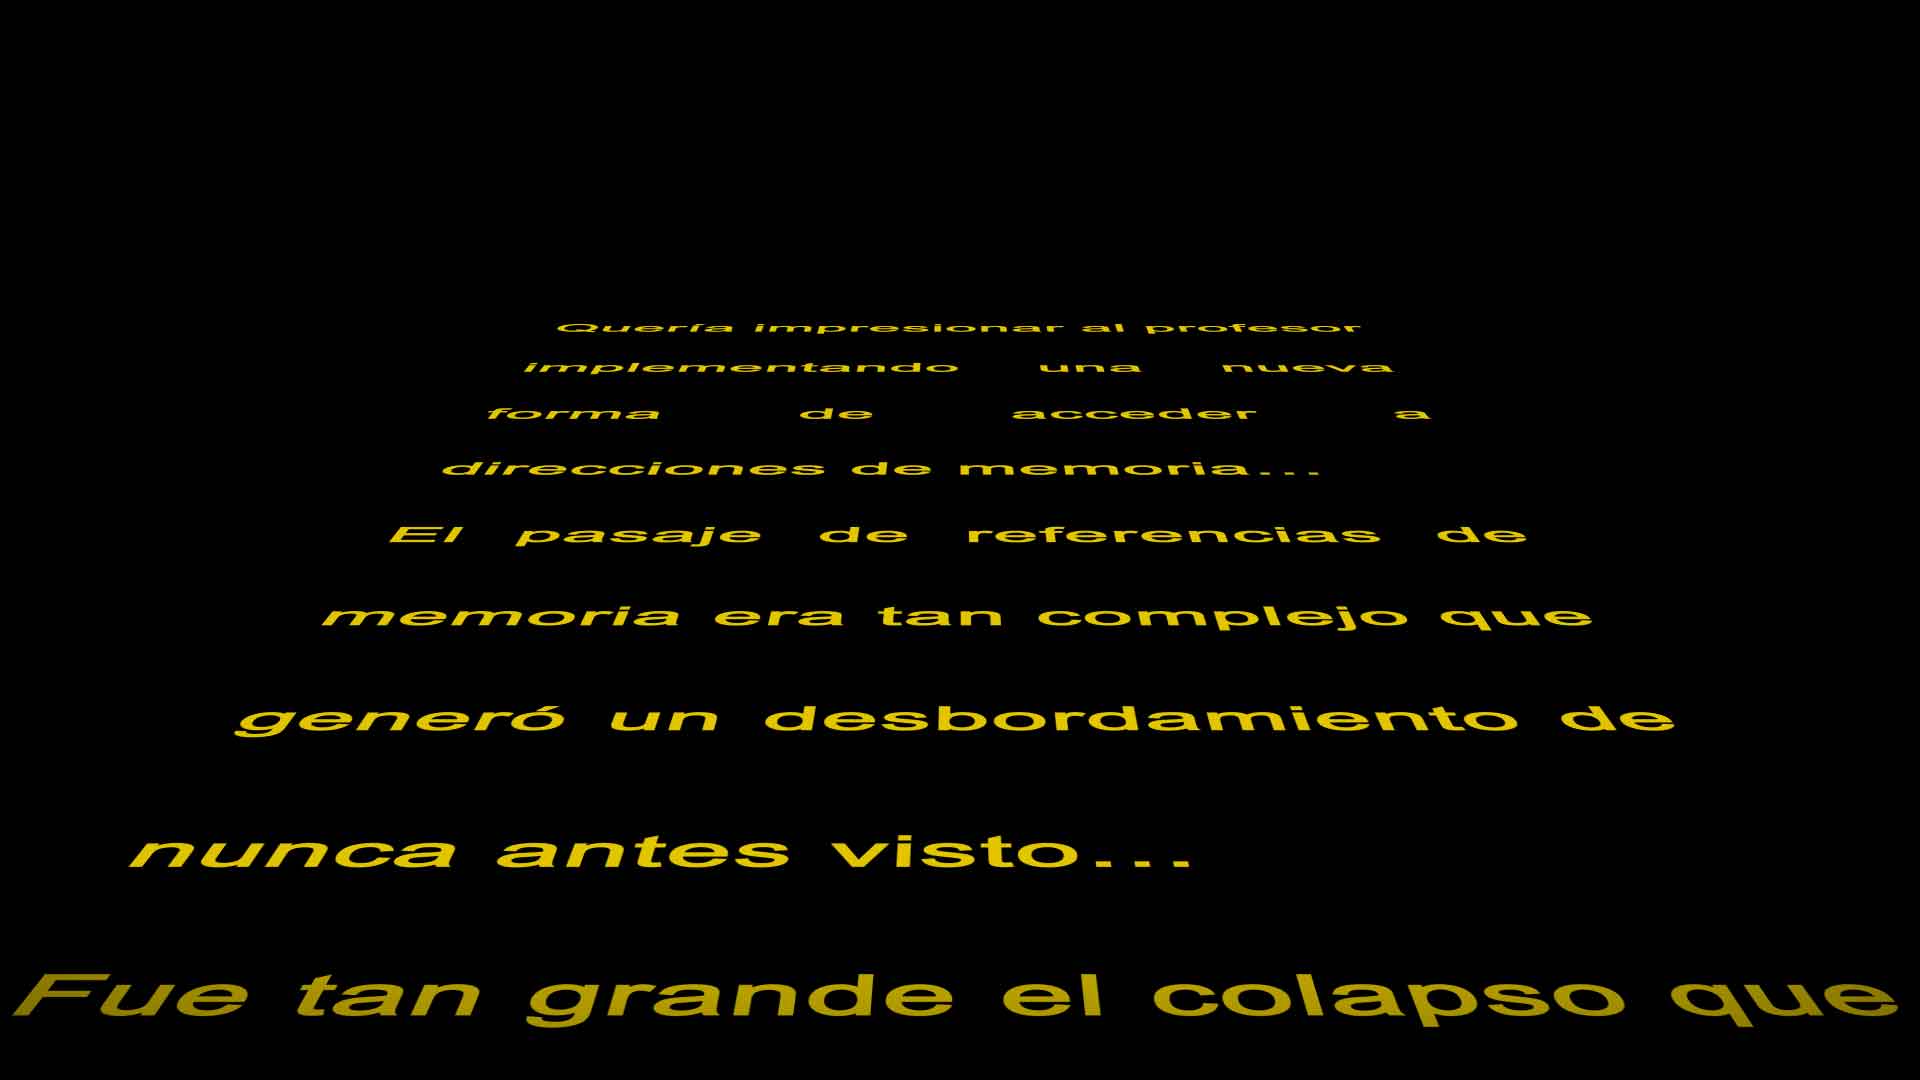 Quería impresionar al profesor
implementando una nueva
forma de acceder a
direcciones de memoria...
El pasaje de referencias de
memoria era tan complejo que
generó un desbordamiento de
nunca antes visto...
Fue tan grande el colapso que